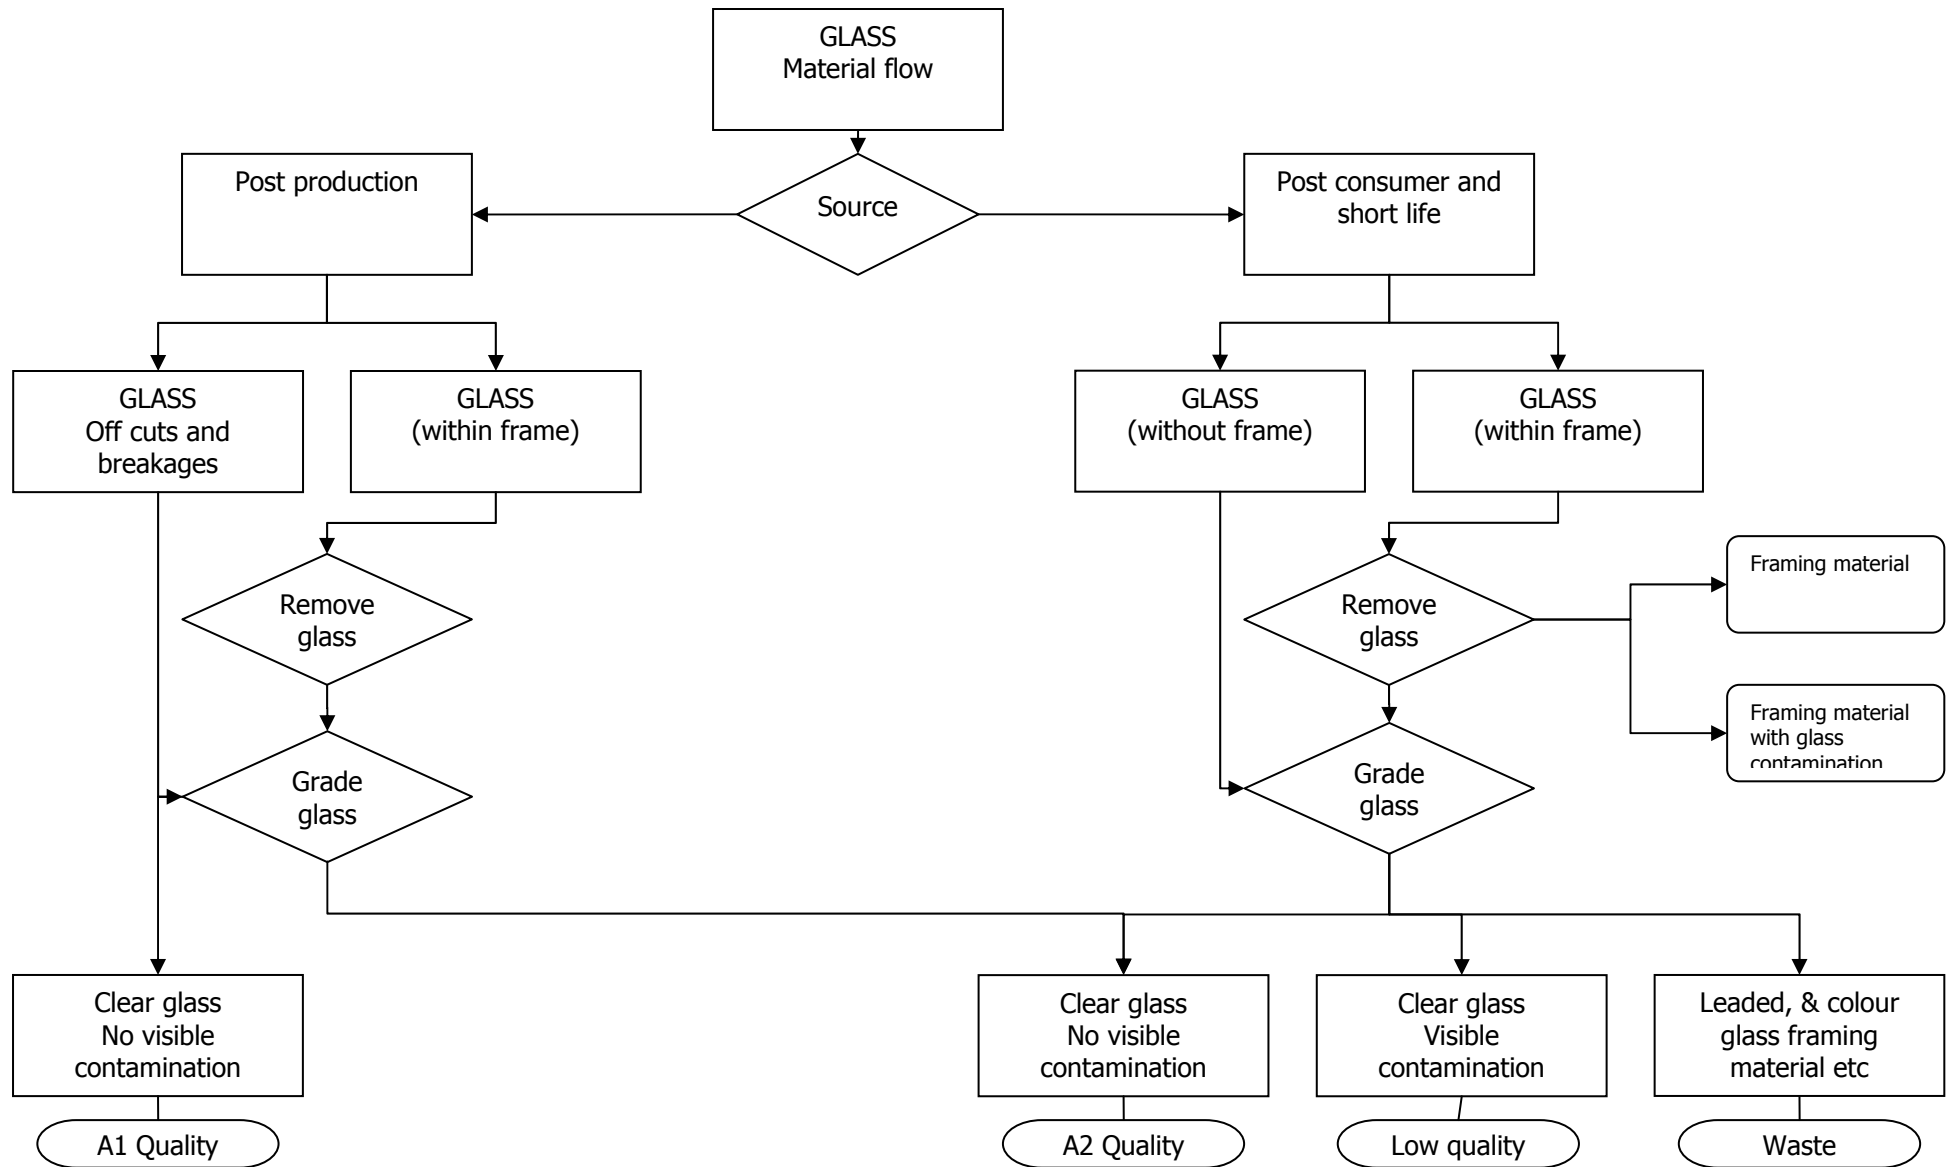 GLASS
Material flow
Post production
Source
Post consumer and
short life
GLASS
Off cuts and
breakages
GLASS
(within frame)
GLASS
(without frame)
GLASS
(within frame)
Remove
glass
Remove
glass
Framing material
Framing material
with glass
contamination
Grade
glass
Grade
glass
Clear glass
No visible
contamination
Clear glass
No visible
contamination
Clear glass
Visible
contamination
Leaded, & colour
glass framing
material etc
A1 Quality
A2 Quality
Low quality
Waste